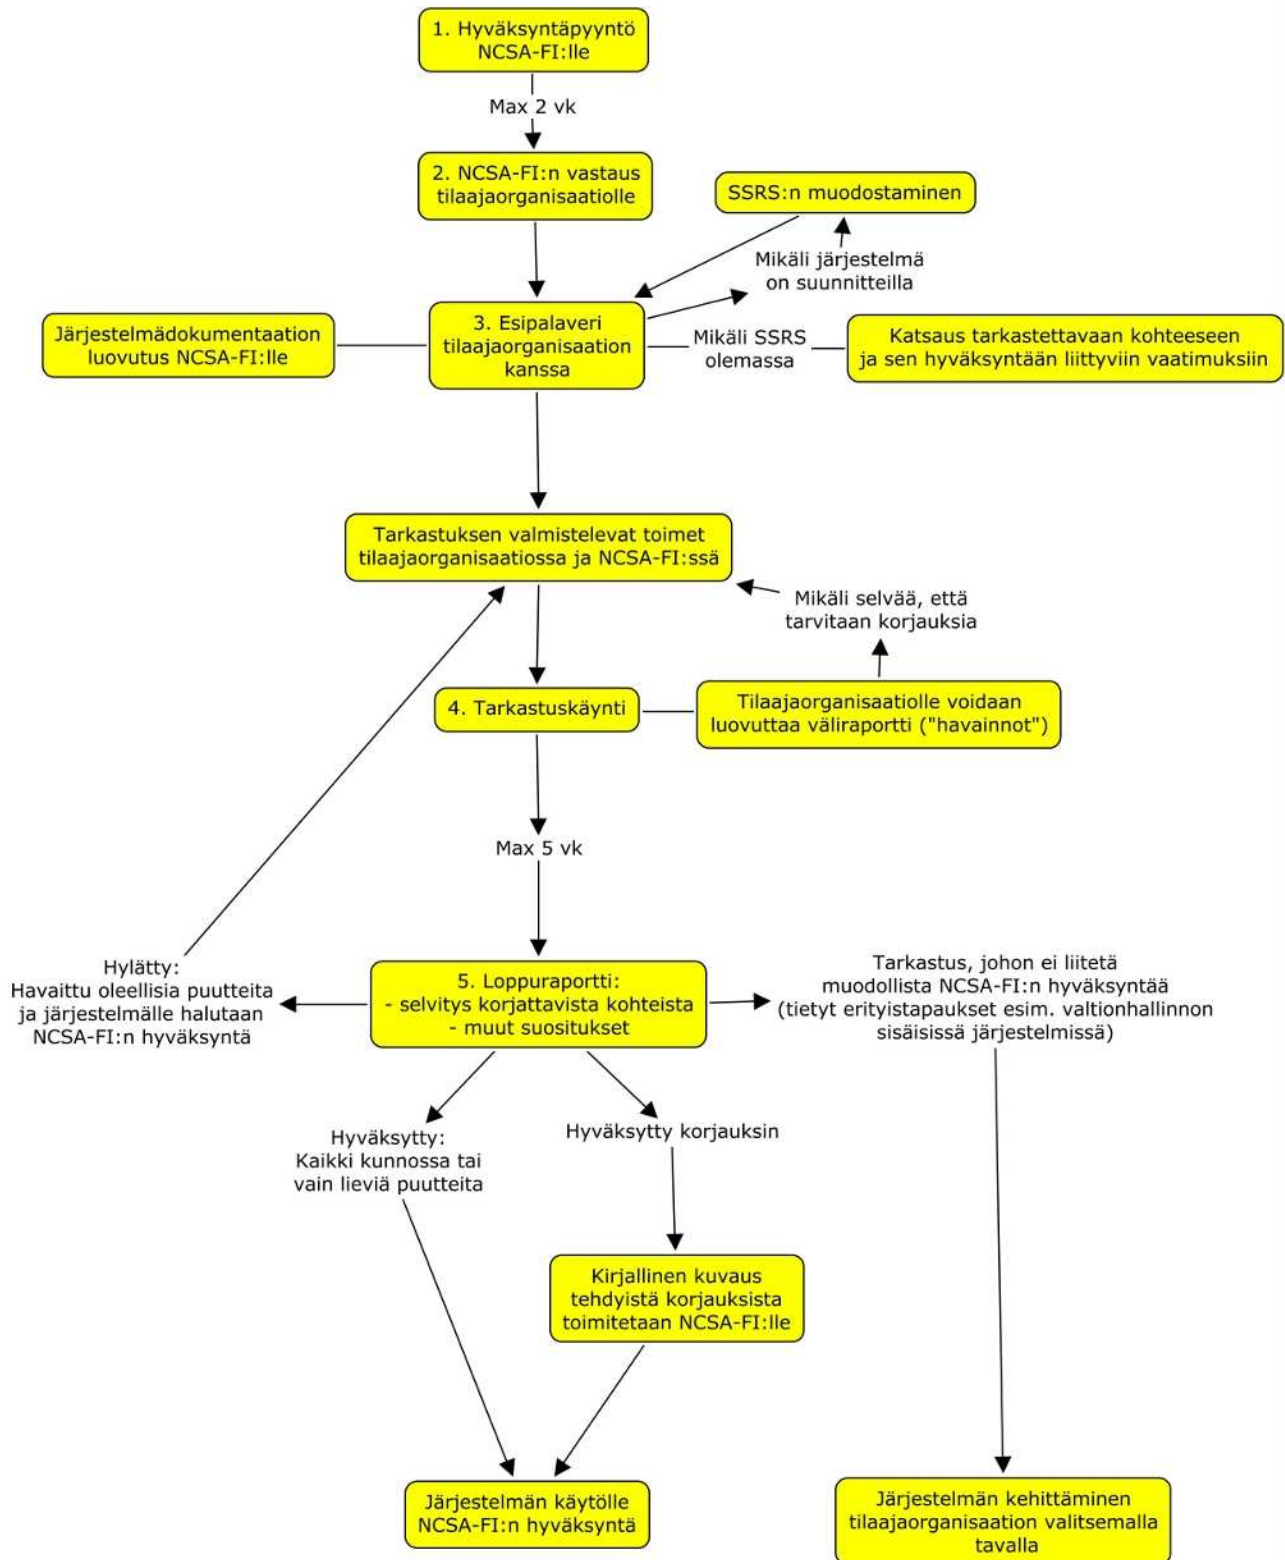 1. Hyväksyntäpyyntö
NCSA-FI:lle
Max 2 vk
2. NCSA-FI:n vastaus
tilaajaorganisaatiolle
SSRS:n muodostaminen
Mikäli järjestelmä
on suunnitteilla
Järjestelmädokumentaation
luovutus NCSA-FI:lle
3. Esipalaveri
tilaajaorganisaation
kanssa
Mikäli SSRS
olemassa
Katsaus tarkastettavaan kohteeseen
ja sen hyväksyntään liittyviin vaatimuksiin
Tarkastuksen valmistelevat toimet
tilaajaorganisaatiossa ja NCSA-FI:ssä
Mikäli selvää, että
tarvitaan korjauksia
4. Tarkastuskäynti
Tilaajaorganisaatiolle voidaan
luovuttaa väliraportti ("havainnot")
Max 5 vk
Hylätty:
Havaittu oleellisia puutteita
ja järjestelmälle halutaan
NCSA-FI:n hyväksyntä
5. Loppuraportti:
- selvitys korjattavista kohteista
- muut suositukset
Tarkastus, johon ei liitetä
muodollista NCSA-FI:n hyväksyntää
(tietyt erityistapaukset esim. valtionhallinnon
sisäisissä järjestelmissä)
Hyväksytty:
Kaikki kunnossa tai
vain lieviä puutteita
Hyväksytty korjauksin
Kirjallinen kuvaus
tehdyistä korjauksista
toimitetaan NCSA-FI:lle
Järjestelmän käytölle
NCSA-FI:n hyväksyntä
Järjestelmän kehittäminen
tilaajaorganisaation valitsemalla
tavalla